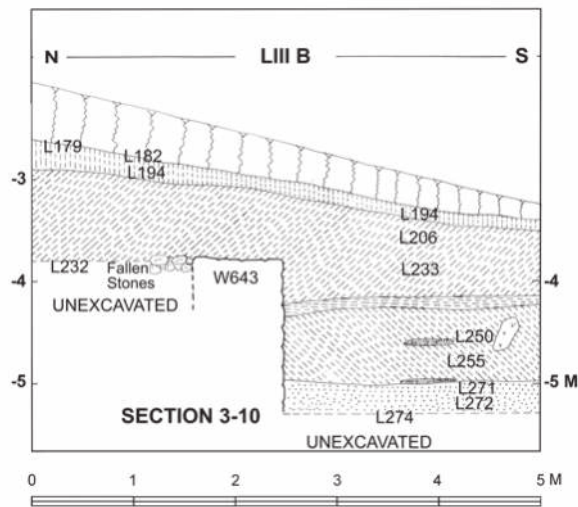 N LIII B S
L179
L182
-3
L194
L194
L206
L232
Fallen
Stones
L233
-4
-4
W643
UNEXCAVATED
L250
L255
-5
L271
-5 M
L272
SECTION 3-10
L274
UNEXCAVATED
0 1 2 3 4 5 M